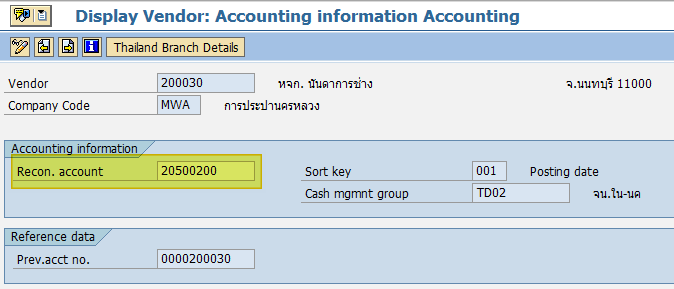 Display Vendor: Accounting information Accounting
Thailand Branch Details
Vendor 200030 หจก. นันดาการช่าง จ.นนทบุรี 11000
Company Code MWA การประปานครหลวง
Accounting information
Recon. account 20500200 Sort key 001 Posting date
Cash mgmnt group TD02 จน.ใน-นค
Reference data
Prev.acct no. 0000200030